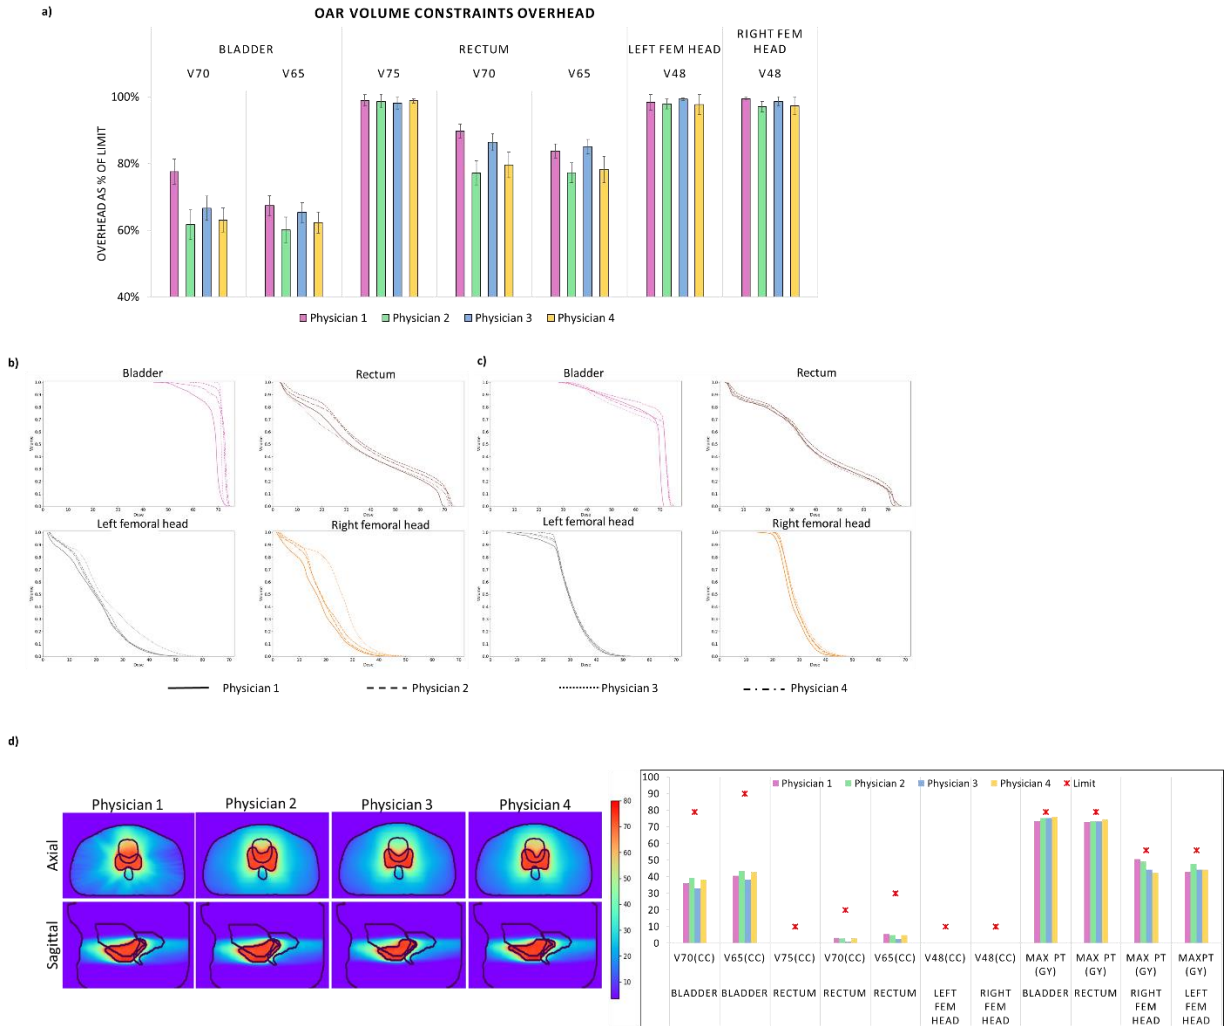 a)
OAR VOLUME CONSTRAINTS OVERHEAD
BLADDER
RECTUM
LEFT FEM HEAD
RIGHT FEM
HEAD
V70
V65
V75
V70
V65
V48
V48
OVERHEAD AS % OF LIMIT
100%
80%
60%
40%
Physician 1
Physician 2
Physician 3
Physician 4
b)
Bladder
Rectum
c)
Bladder
Rectum
Left femoral head
Right femoral head
Left femoral head
Right femoral head
Physician 1
Physician 2
Physician 3
Physician 4
d)
Physician 1 Physician 2 Physician 3 Physician 4
Axial
Sagittal
80
70
60
50
40
30
20
10
Physician 1 Physician 2 Physician 3 Physician 4 Limit
100
90
80
70
60
50
40
30
20
10
0
V70(CC) V65(CC) V75(CC) V70(CC) V65(CC) V48(CC) V48(CC) MAX PT (GY) MAX PT (GY) MAX PT (GY) MAXPT (GY)
BLADDER BLADDER RECTUM RECTUM RECTUM LEFT FEM HEAD RIGHT FEM HEAD BLADDER RECTUM RIGHT FEM HEAD LEFT FEM HEAD